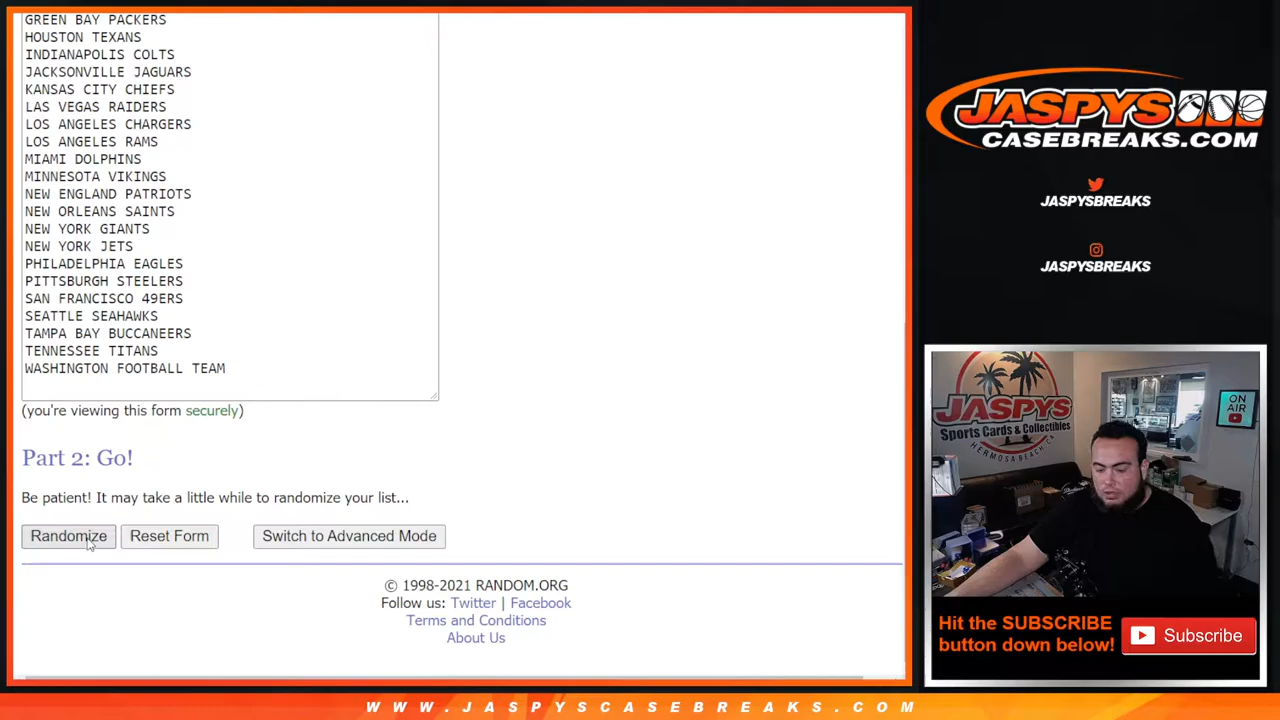 GREEN BAY PACKERS
HOUSTON TEXANS
INDIANAPOLIS COLTS
JACKSONVILLE JAGUARS
KANSAS CITY CHIEFS
LAS VEGAS RAIDERS
LOS ANGELES CHARGERS
LOS ANGELES RAMS
MIAMI DOLPHINS
MINNESOTA VIKINGS
NEW ENGLAND PATRIOTS
NEW ORLEANS SAINTS
NEW YORK GIANTS
NEW YORK JETS
PHILADELPHIA EAGLES
PITTSBURGH STEELERS
SAN FRANCISCO 49ERS
SEATTLE SEAHAWKS
TAMPA BAY BUCCANEERS
TENNESSEE TITANS
WASHINGTON FOOTBALL TEAM
(you're viewing this form securely)
Part 2: Go!
Be patient! It may take a little while to randomize your list...
Randomize Reset Form Switch to Advanced Mode
© 1998-2021 RANDOM.ORG
Follow us: Twitter | Facebook
Terms and Conditions
About Us
JASPYS
CASEBREAKS.COM
JASPYSBREAKS
JASPYSBREAKS
JASPYS
Sports Cards & Collectibles
HERMOSA BEACH, CA
ON
AIR
Hit the SUBSCRIBE
button down below!
Subscribe
WWW.JASPYSCASEBREAKS.COM